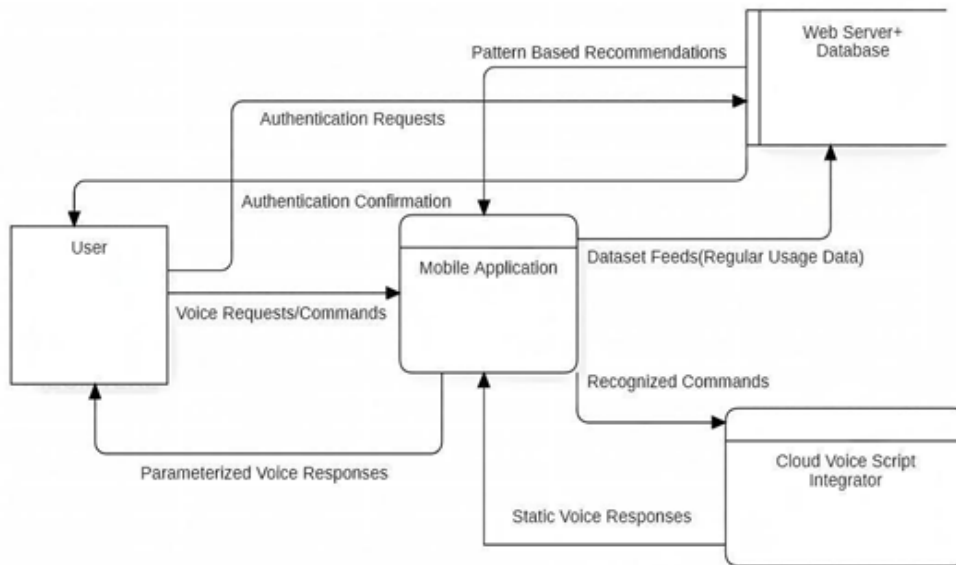 Web Server+
Database
Pattern Based Recommendations
Authentication Requests
Authentication Confirmation
User
Mobile Application
Dataset Feeds(Regular Usage Data)
Voice Requests/Commands
Recognized Commands
Parameterized Voice Responses
Cloud Voice Script
Integrator
Static Voice Responses